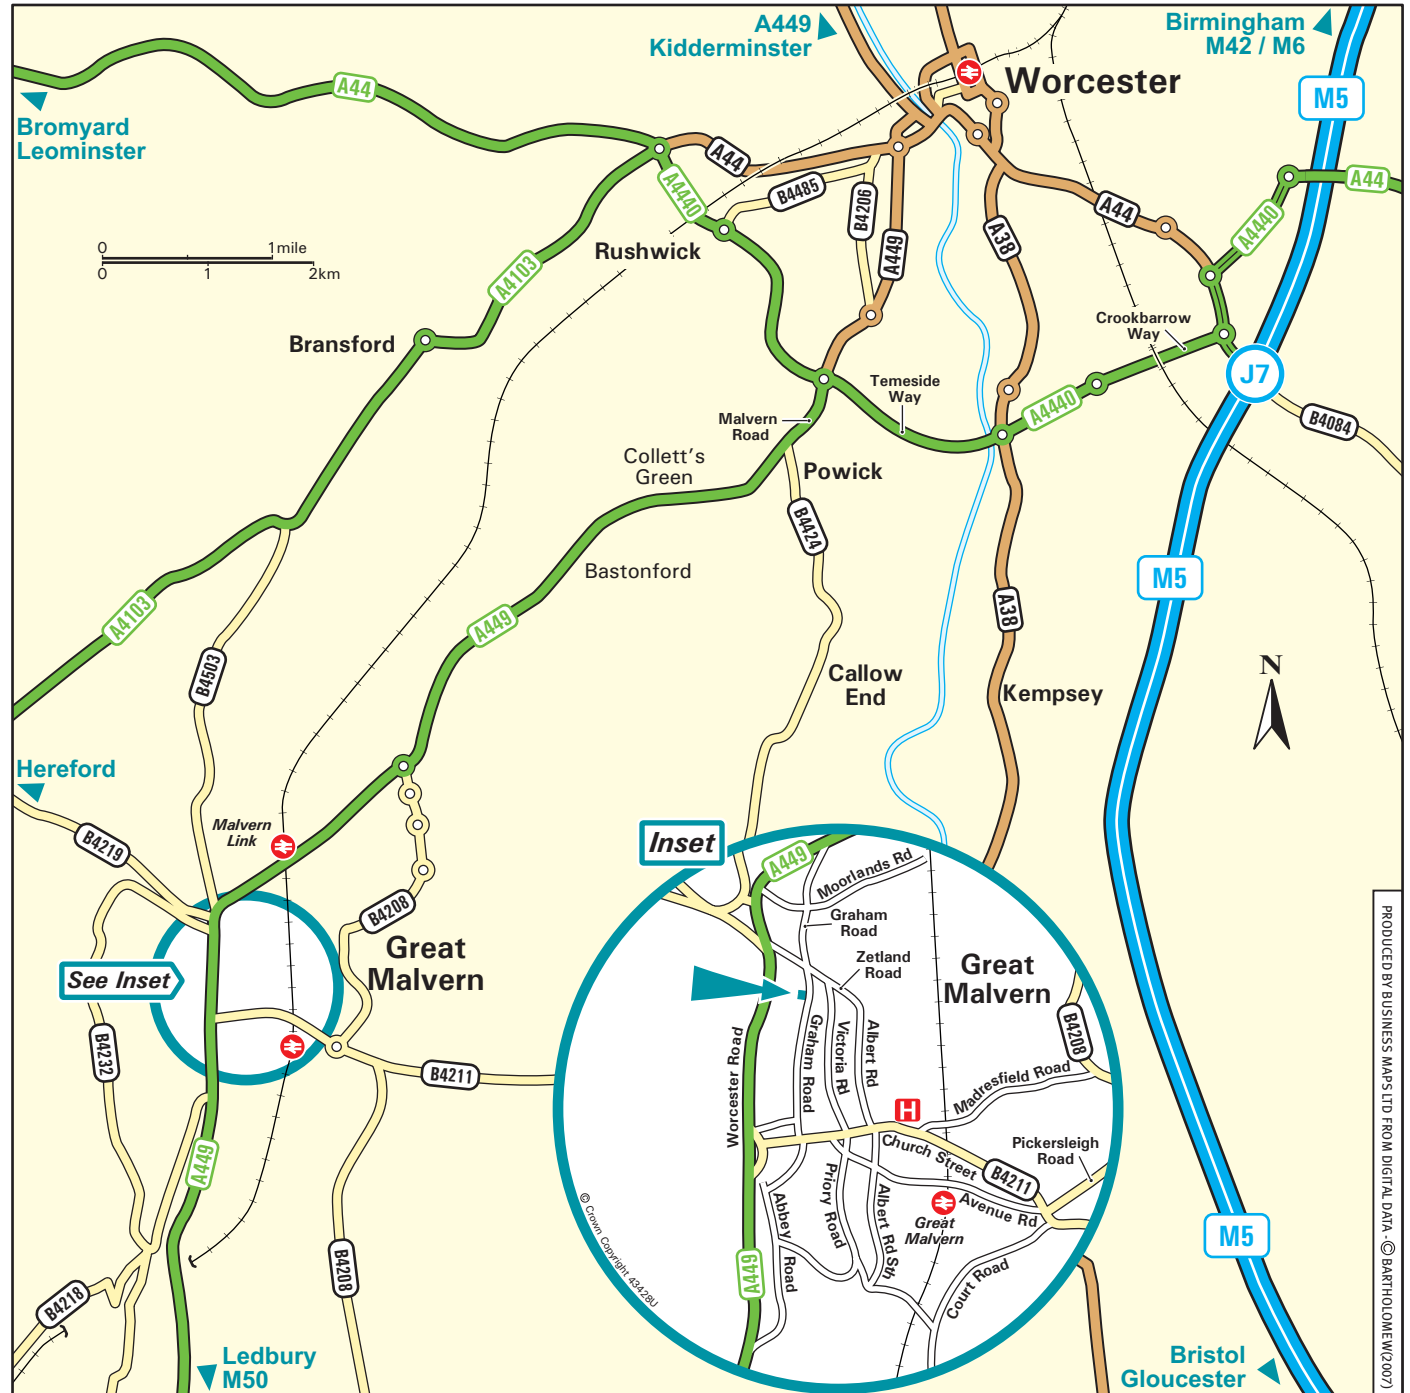 A449
Kidderminster
Birmingham
M42 / M6
Worcester
M5
A44
Bromyard
Leominster
A44
A44
A4440
B4485
B4206
A449
A38
A44
A4440
0
1mile
0
1
2km
Rushwick
A4103
Bransford
Crookbarrow
Way
J7
Temeside
Way
A4440
B4084
Malvern
Road
Collett's
Green
Powick
B4424
Bastonford
M5
A4103
A449
A38
B4503
Callow
End
Kempsey
N
Hereford
Malvern
Link
B4219
B4208
Great
Malvern
See Inset
B4232
B4211
A449
B4218
B4208
Ledbury
M50
Inset
A449
Moorlands Rd
Graham
Road
Zetland
Road
Great
Malvern
Worcester Road
Graham Road
Victoria Rd
Albert Rd
B4208
Madresfield Road
H
Church Street
Pickersleigh
Road
B4211
Priory Road
Abbey
Road
Albert Rd Sth
Avenue Rd
Great
Malvern
Court Road
A449
© Crown Copyright 43428U
M5
Bristol
Gloucester
PRODUCED BY BUSINESS MAPS LTD FROM DIGITAL DATA - © BARTHOLOMEW(2007)